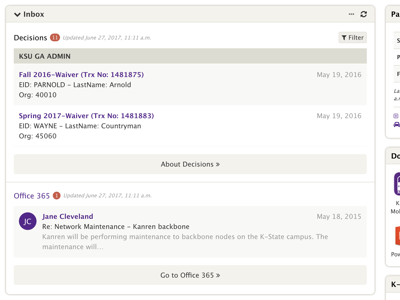 Inbox
Decisions 11 Updated June 27, 2017, 11:11 a.m.
Filter
KSU GA ADMIN
Fall 2016-Waiver (Trx No: 1481875) May 19, 2016
EID: PARNOLD - LastName: Arnold
Org: 40010
Spring 2017-Waiver (Trx No: 1481883) May 19, 2016
EID: WAYNE - LastName: Countryman
Org: 45060
About Decisions »
Office 365 Updated June 27, 2017, 11:11 a.m.
JC
Jane Cleveland May 18, 2015
Re: Network Maintenance - Kanren backbone
Kanren will be performing maintenance to backbone nodes on the K-State campus. The
maintenance will...
Go to Office 365 »
Pa
Do
K
Mol
Pow
K-